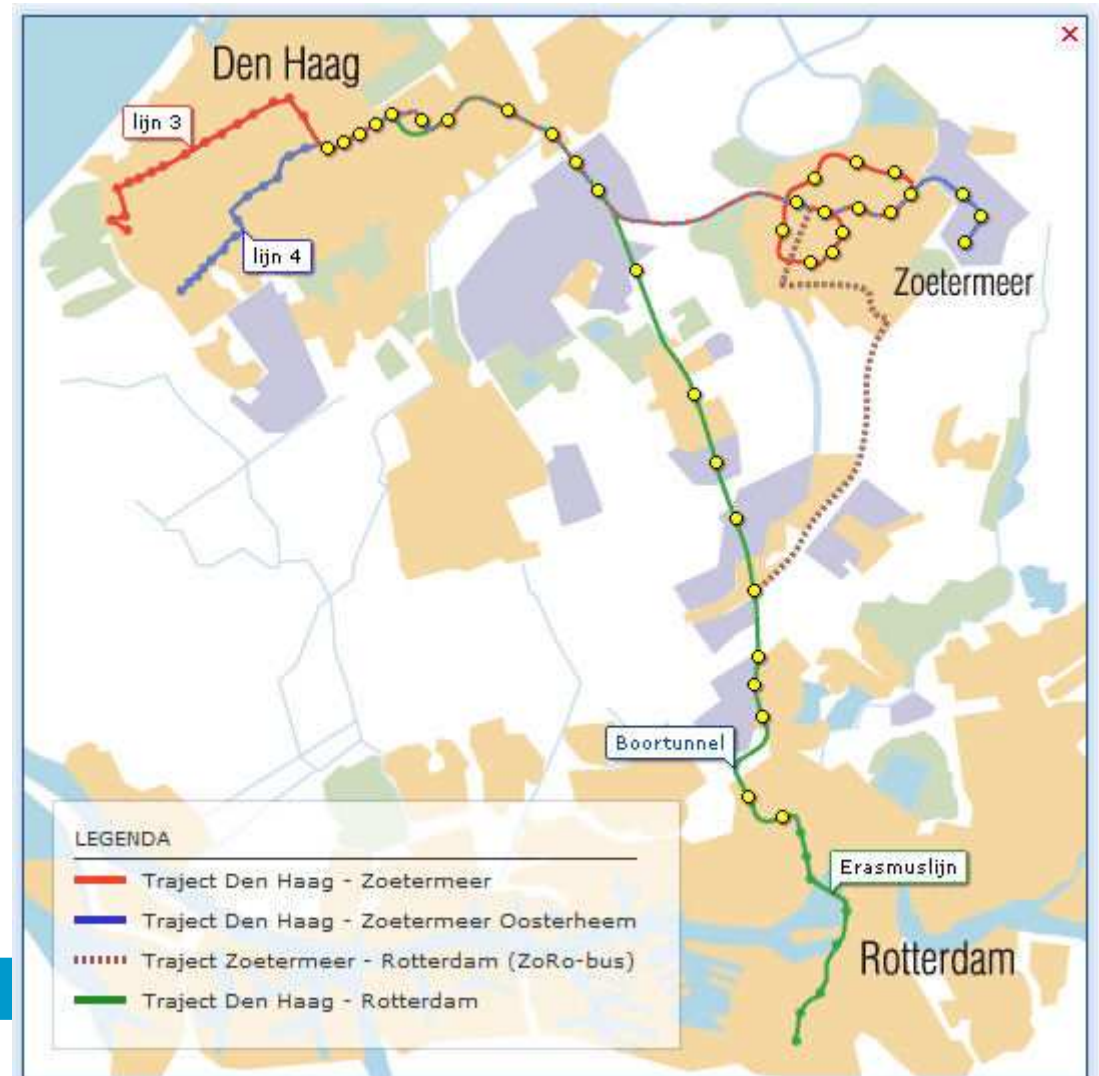 Den Haag
lijn 3
lijn 4
Zoetermeer
Boortunnel
LEGENDA
Traject Den Haag - Zoetermeer
Traject Den Haag - Zoetermeer Oosterheem
Traject Zoetermeer - Rotterdam (ZoRo-bus)
Traject Den Haag - Rotterdam
Erasmuslijn
Rotterdam